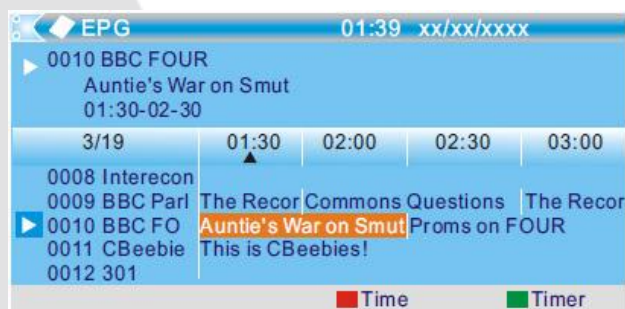 EPG 01:39 xx/xx/xxxx
0010 BBC FOUR
Auntie's War on Smut
01:30-02-30
3/19 01:30 02:00 02:30 03:00
0008 Interecon
0009 BBC Parl The Recor Commons Questions The Recor
0010 BBC FO Auntie's War on Smut Proms on FOUR
0011 CBeebie This is CBeebies!
0012 301
Time Timer